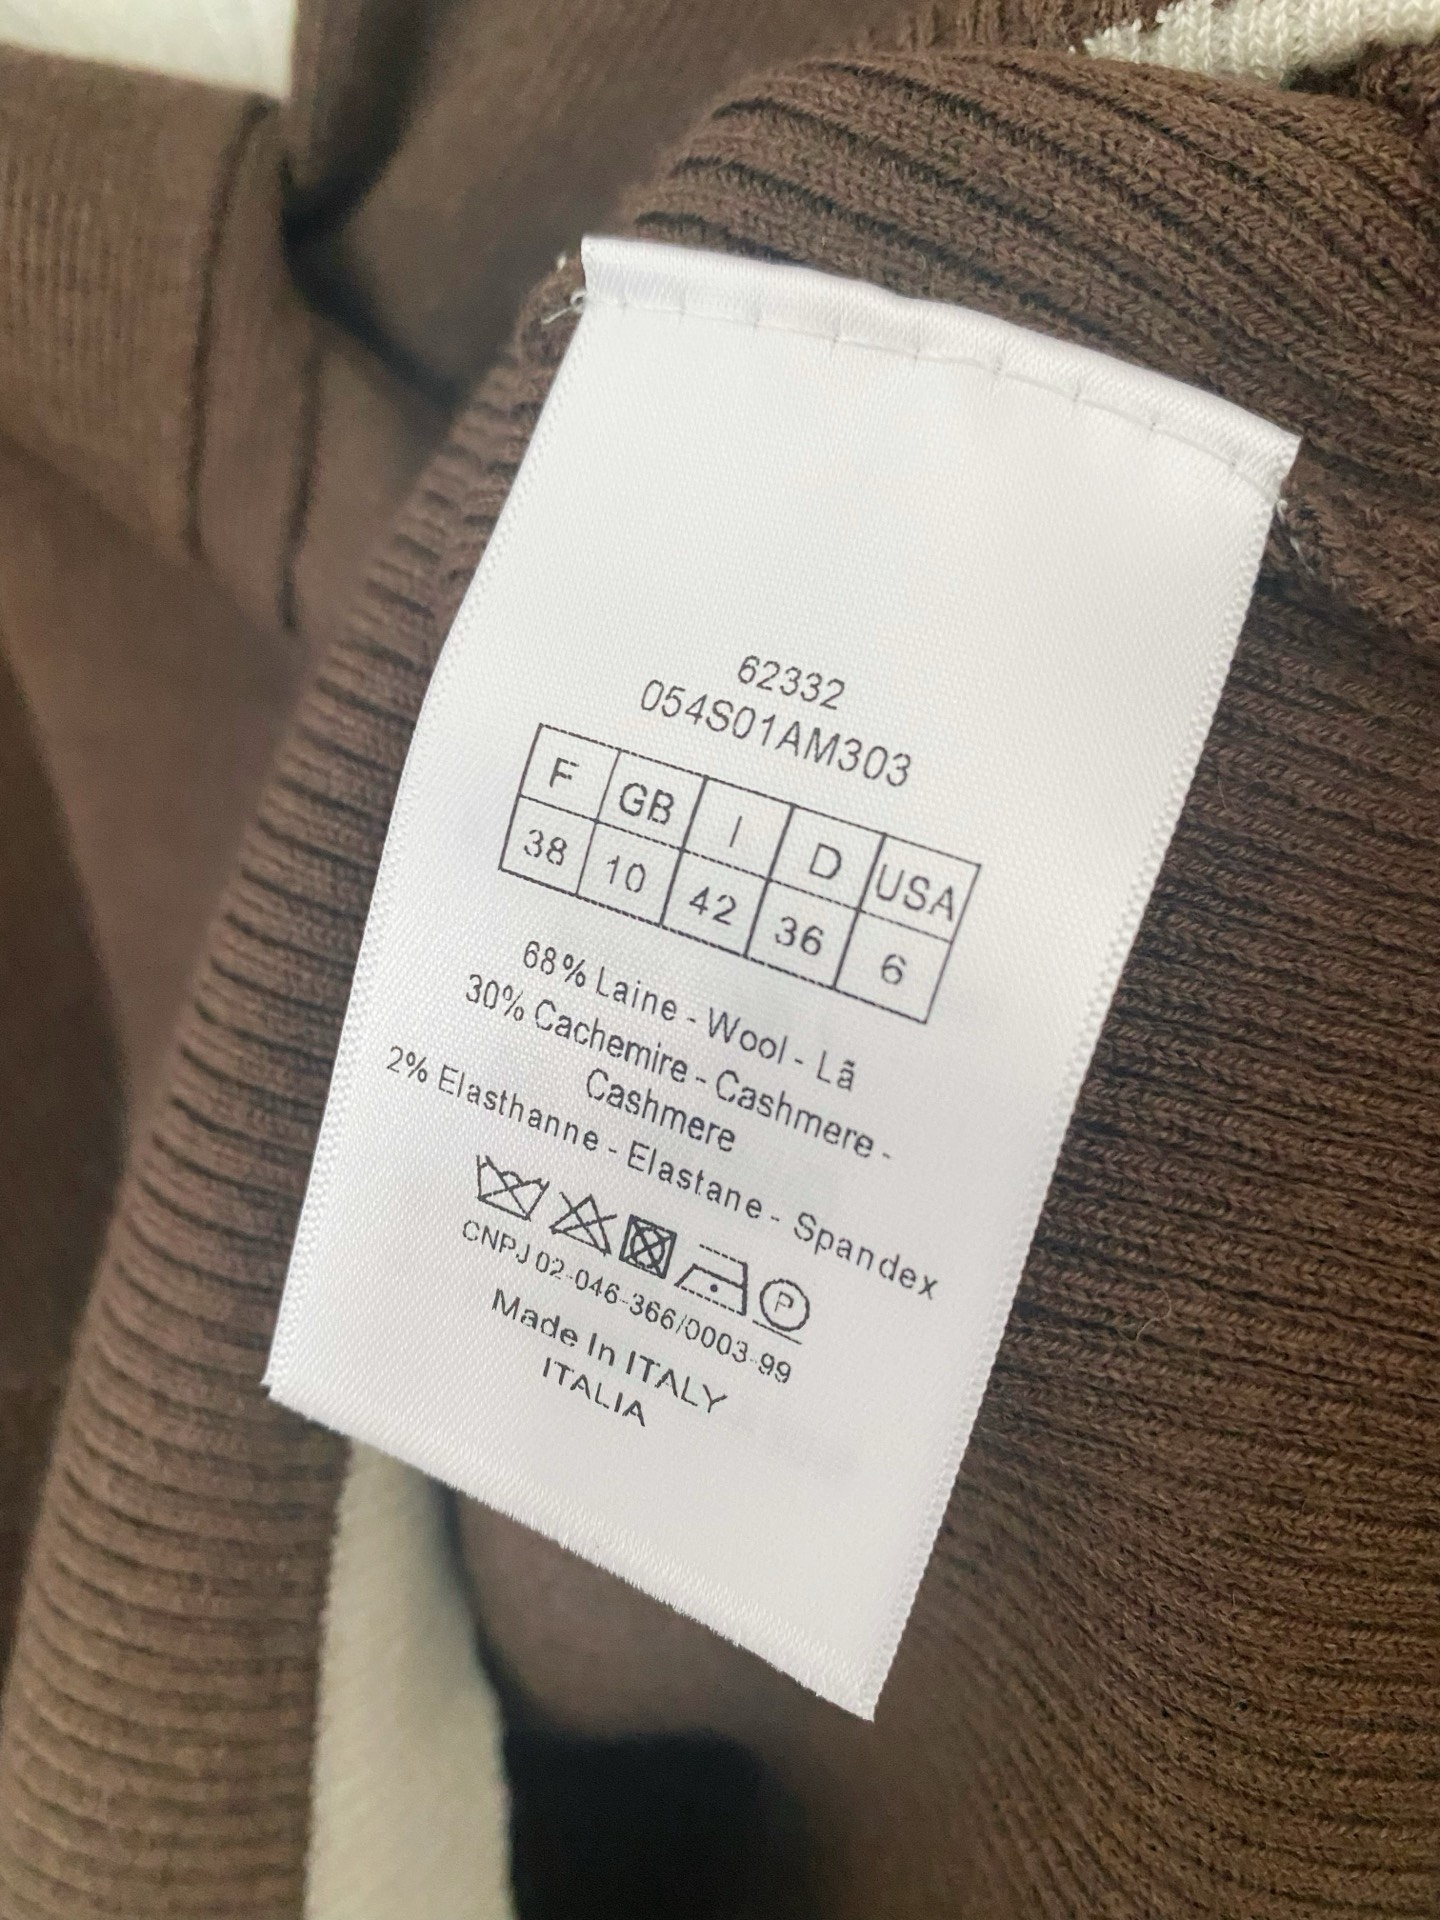 62332
054S01AM303
F GB I D USA
38 10 42 36 6
68% Laine - Wool - Lã
30% Cachemire - Cashmere -
Cashmere
2% Elasthanne - Elastane - Spandex
P
CNPJ 02-046-366/0003-99
Made In ITALY
ITALIA